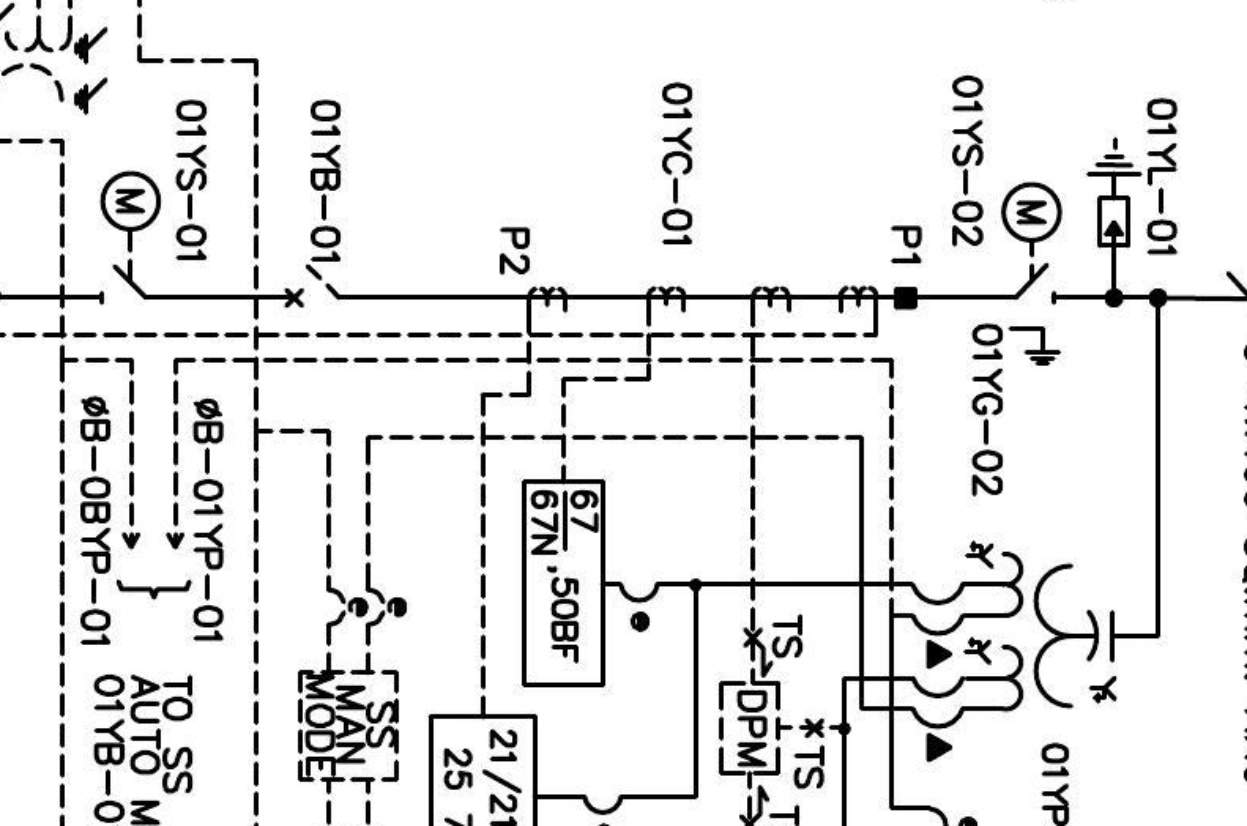 01YL-01
01YS-02
M
P1
01YG-02
01YC-01
P2
01YB-01
01YS-01
M
ØB-01YP-01
ØB-0BYP-01
TO SS
AUTO M
01YB-0
67
67N,50BF
TS
DPM
TS
T
SS
MAN
MODE
21/21
25 7
01YP
e
e
e